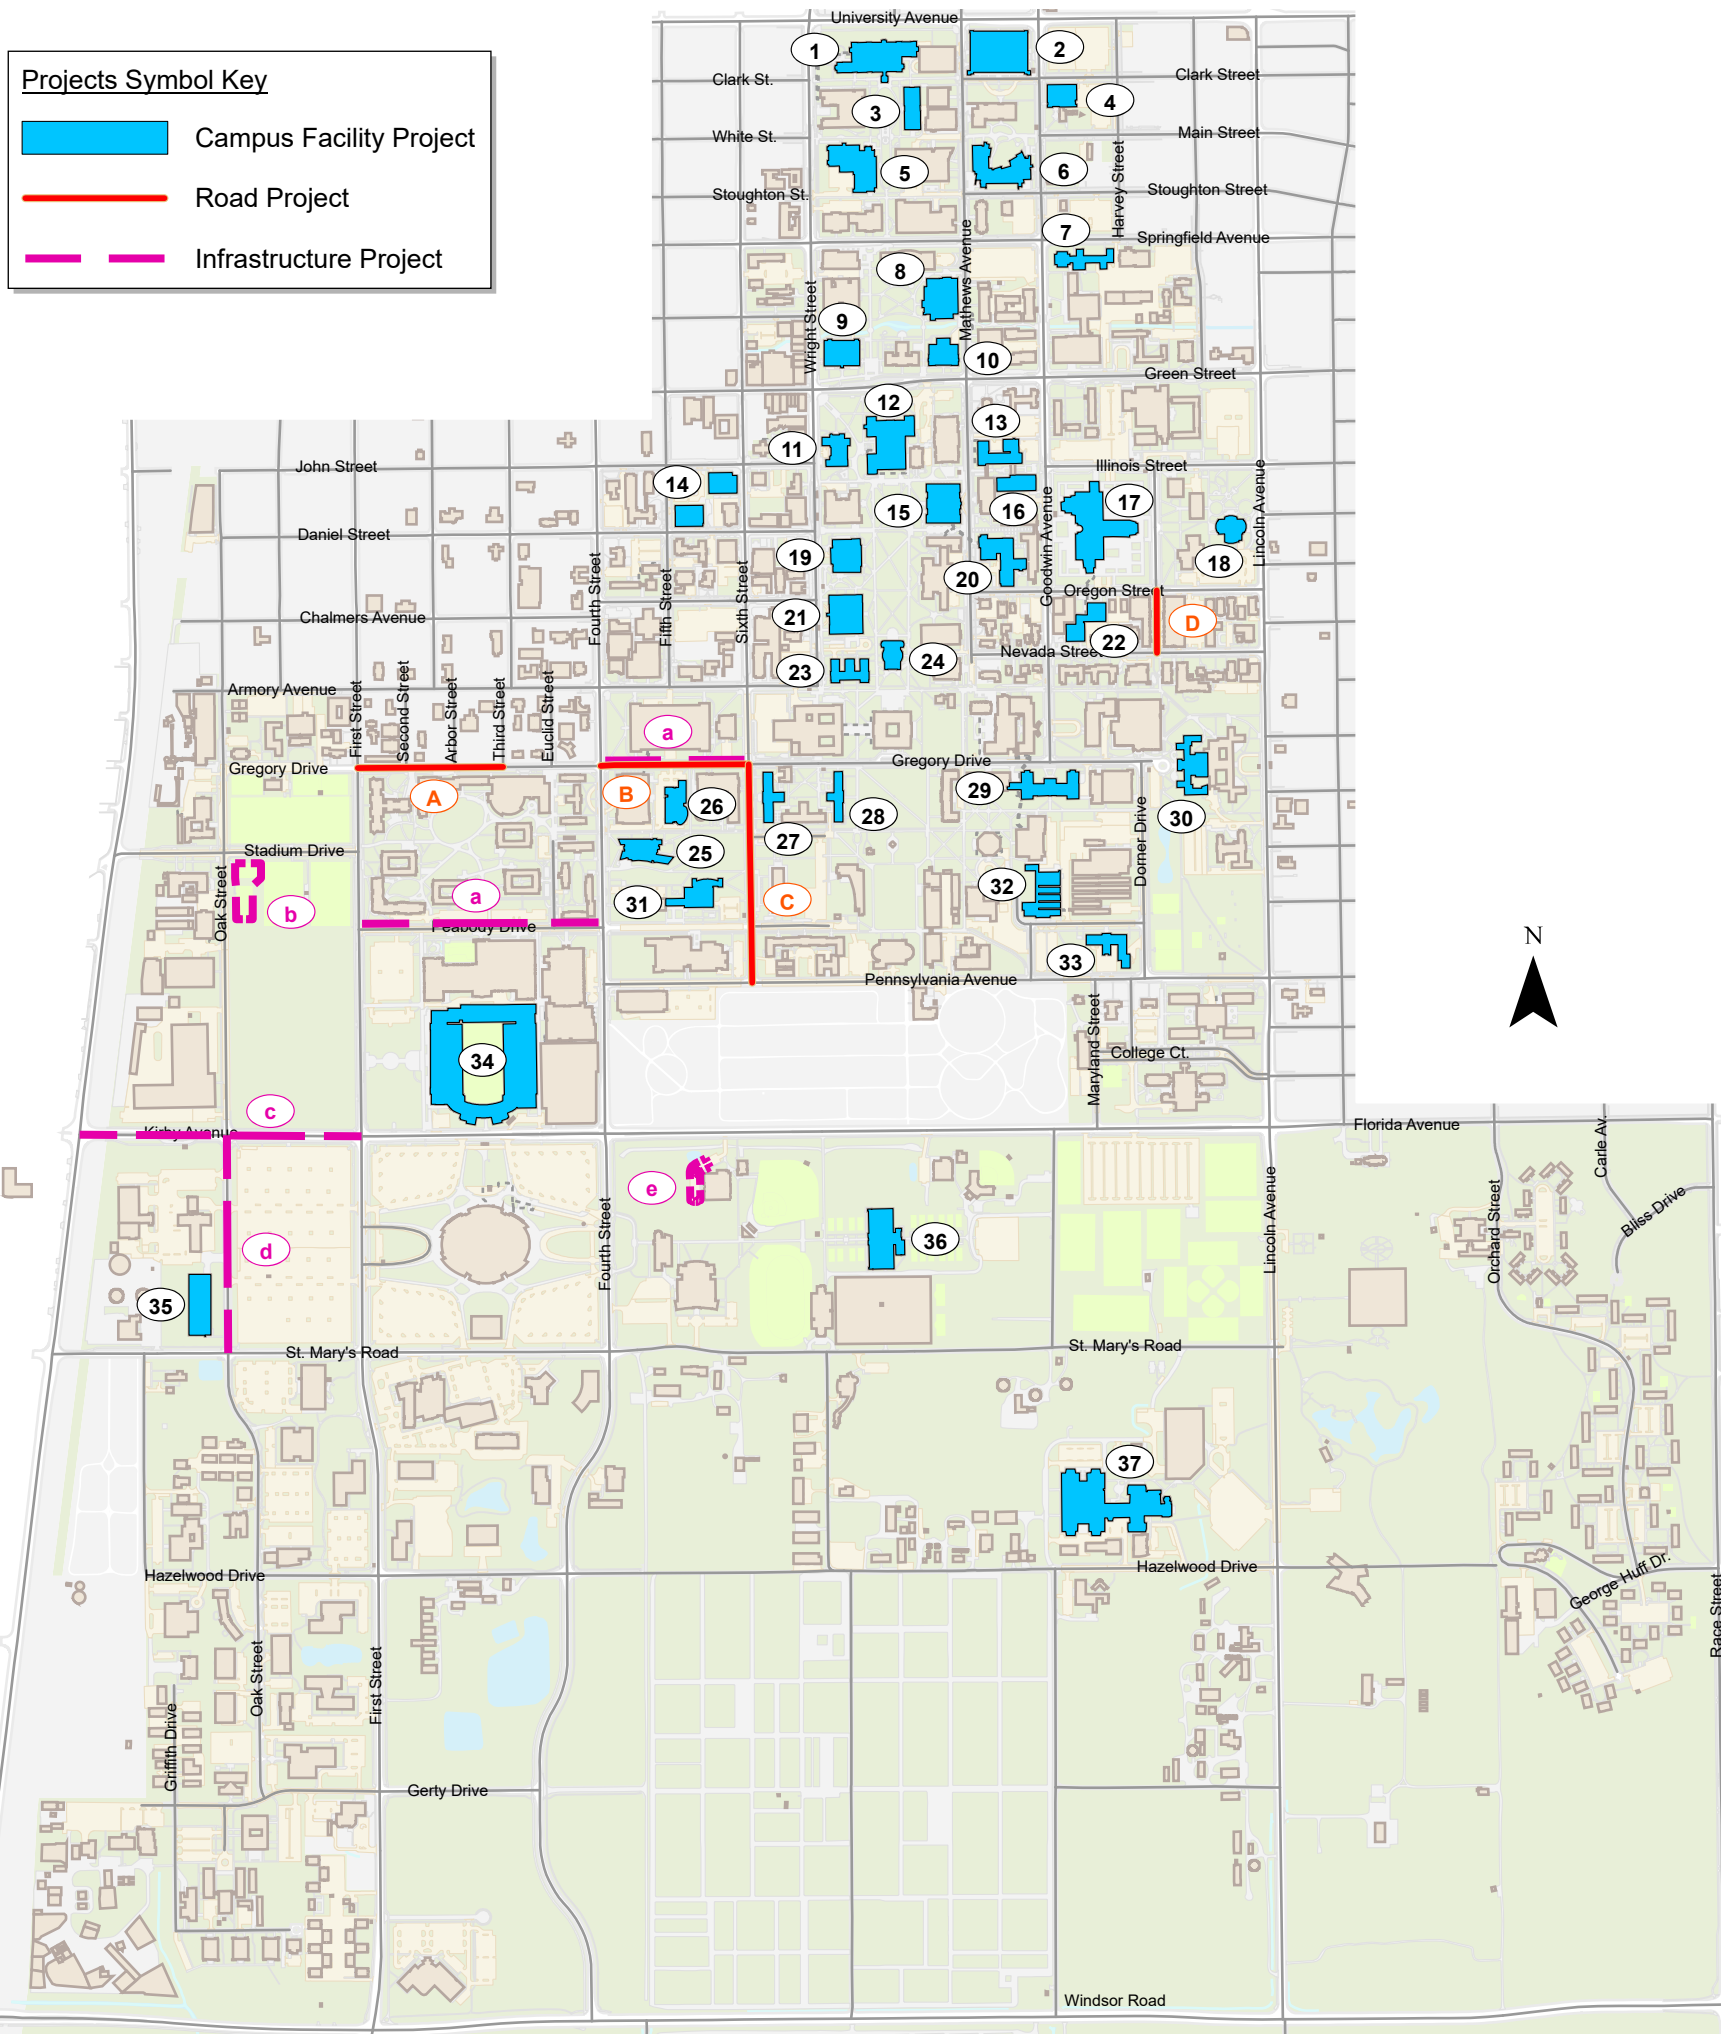 University Avenue
1
2
Projects Symbol Key
Clark St.
Clark Street
3
4
Campus Facility Project
White St.
Main Street
5
6
Harvey Street
Road Project
Stoughton St.
Stoughton Street
7
Springfield Avenue
Infrastructure Project
8
Mathews Avenue
Wright Street
9
10
Green Street
12
13
11
John Street
Illinois Street
14
15
16
17
Goodwin Avenue
Lincoln Avenue
18
Daniel Street
19
20
Fourth Street
Fifth Street
Sixth Street
Oregon Street
Chalmers Avenue
21
22
D
Nevada Street
23
24
Armory Avenue
First Street
Second Street
Arbor Street
Third Street
Euclid Street
a
Gregory Drive
Gregory Drive
A
B
26
27
28
29
30
Stadium Drive
25
Dorner Drive
Oak Street
b
a
31
C
32
Peabody Drive
33
Pennsylvania Avenue
N
34
Maryland Street
College Ct.
c
Kirby Avenue
Florida Avenue
Carle Av.
e
Fourth Street
Lincoln Avenue
Orchard Street
Bliss Drive
d
36
35
St. Mary's Road
St. Mary's Road
37
Hazelwood Drive
Hazelwood Drive
George Huff Dr.
Race Street
Oak Street
First Street
Griffith Drive
Gerty Drive
Windsor Road